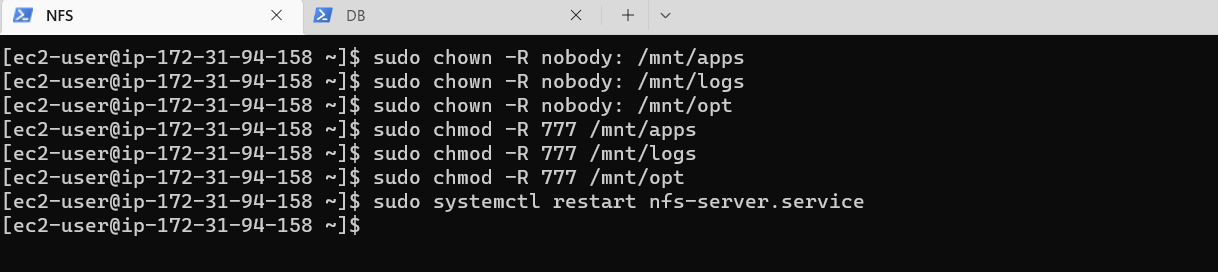 NFS
DB
[ec2-user@ip-172-31-94-158 ~]$ sudo chown -R nobody: /mnt/apps
[ec2-user@ip-172-31-94-158 ~]$ sudo chown -R nobody: /mnt/logs
[ec2-user@ip-172-31-94-158 ~]$ sudo chown -R nobody: /mnt/opt
[ec2-user@ip-172-31-94-158 ~]$ sudo chmod -R 777 /mnt/apps
[ec2-user@ip-172-31-94-158 ~]$ sudo chmod -R 777 /mnt/logs
[ec2-user@ip-172-31-94-158 ~]$ sudo chmod -R 777 /mnt/opt
[ec2-user@ip-172-31-94-158 ~]$ sudo systemctl restart nfs-server.service
[ec2-user@ip-172-31-94-158 ~]$